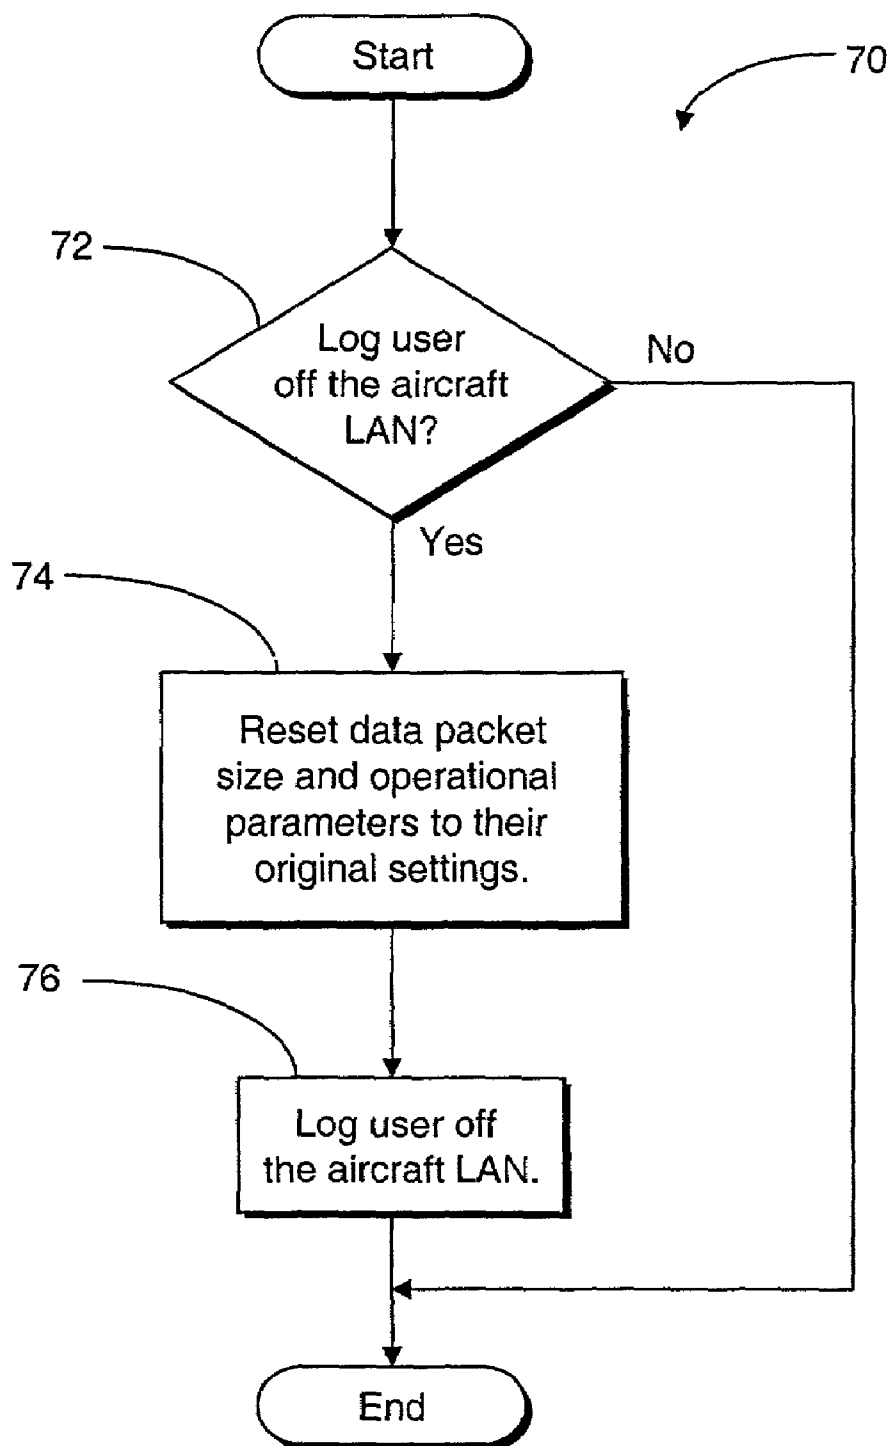 Start
70
72
Log user
off the aircraft
LAN?
No
Yes
74
Reset data packet
size and operational
parameters to their
original settings.
76
Log user off
the aircraft LAN.
End